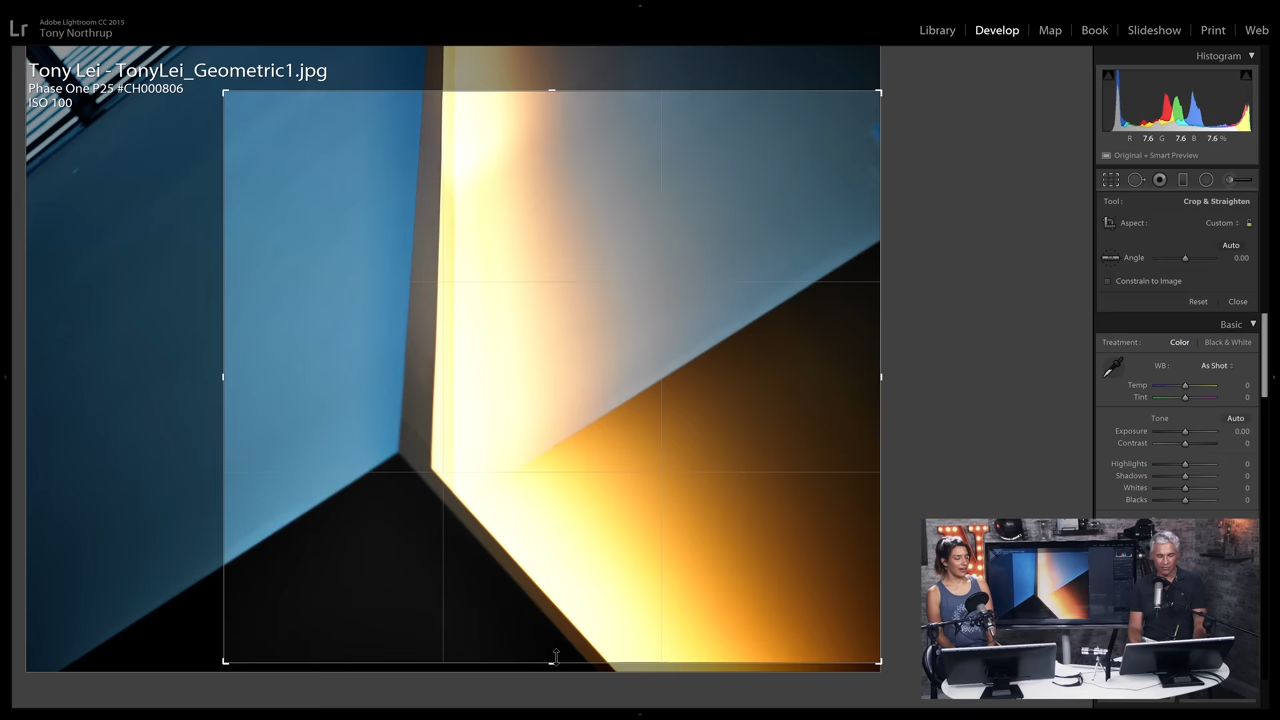 Lr
Adobe Lightroom CC 2015
Tony Northrup
Library | Develop | Map | Book | Slideshow | Print | Web
Tony Lei - TonyLei_Geometric1.jpg
Phase One P25 #CH000806
ISO 100
Histogram
R 7.6 G 7.6 B 7.6 %
Original + Smart Preview
Tool : Crop & Straighten
Aspect : Custom :
Auto
Angle 0.00
Constrain to Image
Reset Close
Basic
Treatment : Color | Black & White
WB : As Shot :
Temp 0
Tint 0
Tone Auto
Exposure 0.00
Contrast 0
Highlights 0
Shadows 0
Whites 0
Blacks 0